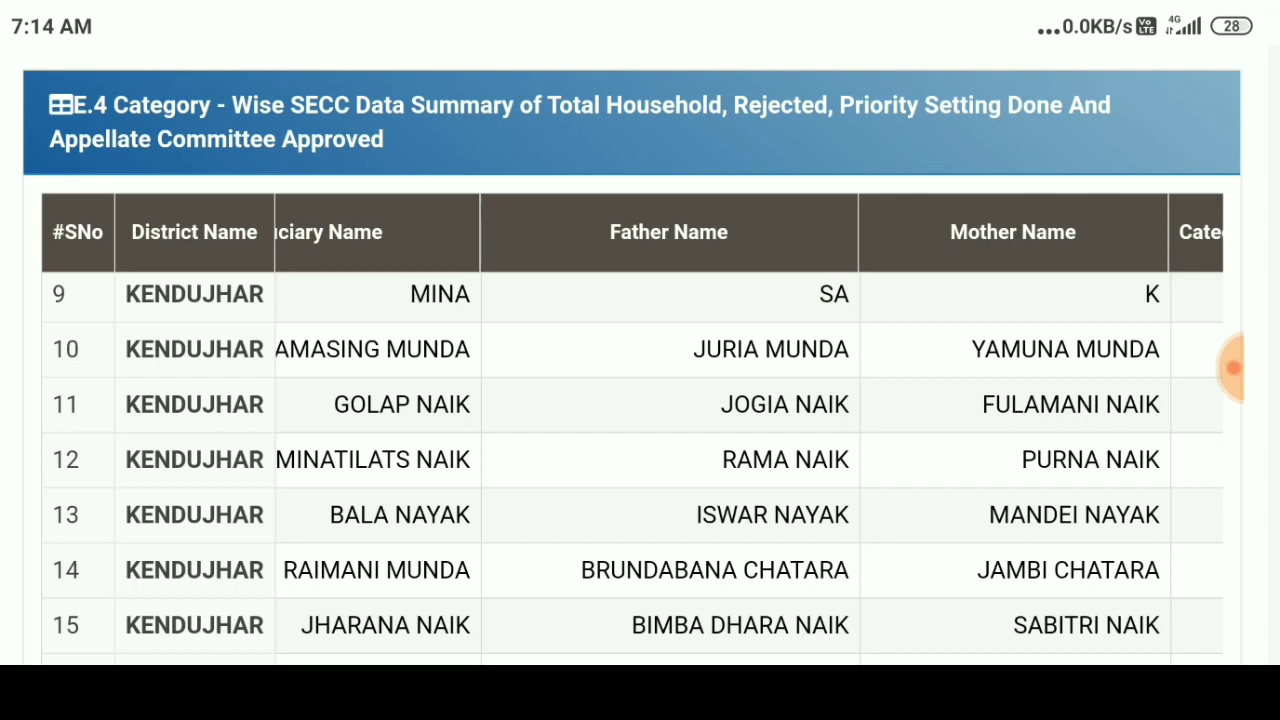 7:14 AM
...0.0KB/s Vo LTE 4G 28
E.4 Category - Wise SECC Data Summary of Total Household, Rejected, Priority Setting Done And
Appellate Committee Approved
#SNo District Name iciary Name Father Name Mother Name Cate
9 KENDUJHAR MINA SA K
10 KENDUJHAR AMASING MUNDA JURIA MUNDA YAMUNA MUNDA
11 KENDUJHAR GOLAP NAIK JOGIA NAIK FULAMANI NAIK
12 KENDUJHAR MINATILATS NAIK RAMA NAIK PURNA NAIK
13 KENDUJHAR BALA NAYAK ISWAR NAYAK MANDEI NAYAK
14 KENDUJHAR RAIMANI MUNDA BRUNDABANA CHATARA JAMBI CHATARA
15 KENDUJHAR JHARANA NAIK BIMBA DHARA NAIK SABITRI NAIK